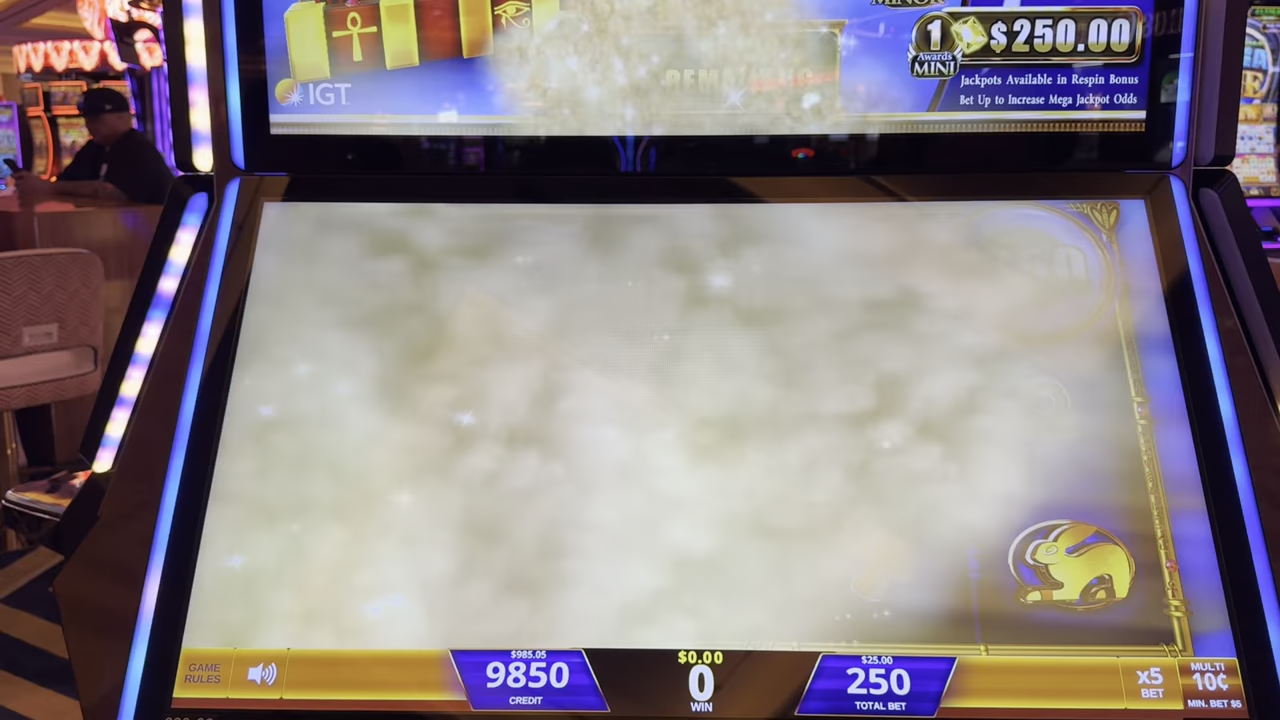 MINOR
1
Awards
MINI
$250.00
Jackpots Available in Respin Bonus
Bet Up to Increase Mega Jackpot Odds
IGT
GAME
RULES
$985.05
9850
CREDIT
$0.00
0
WIN
$25.00
250
TOTAL BET
x5
BET
MULTI
10¢
MIN. BET $5